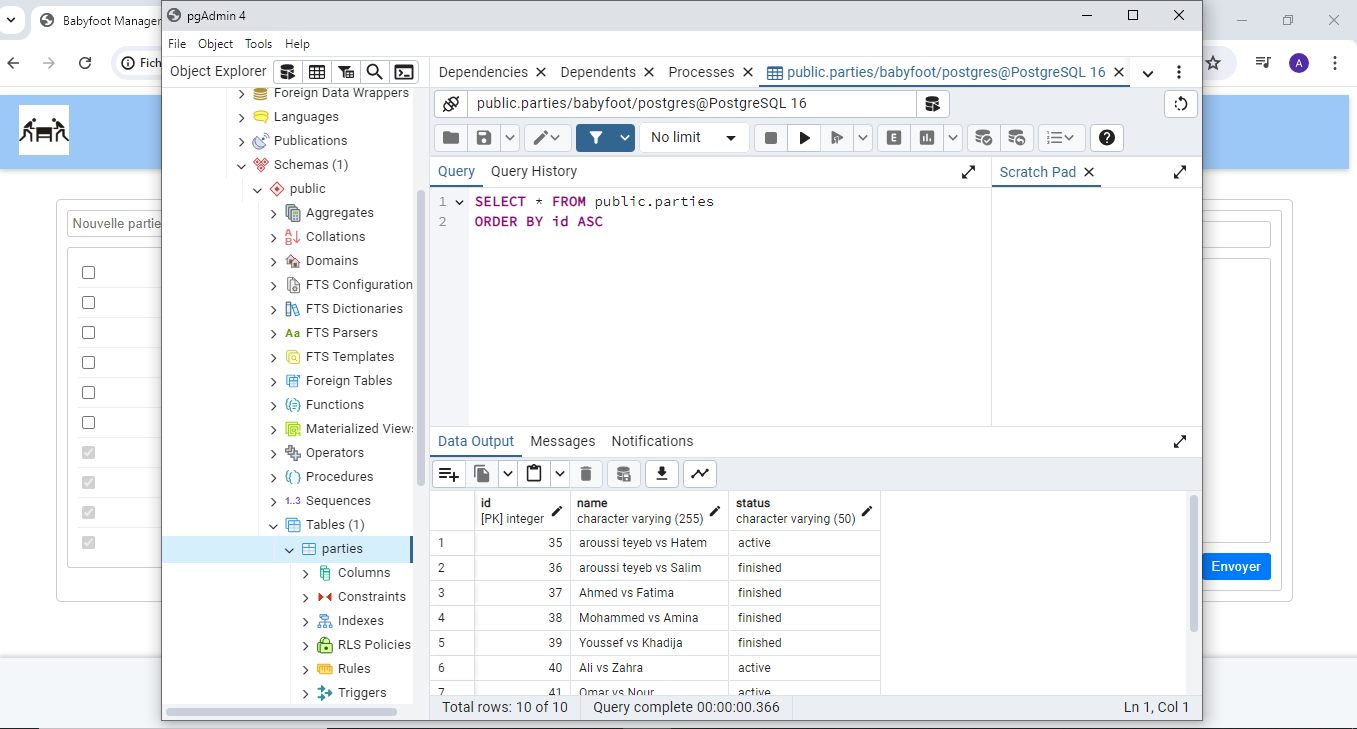 Babyfoot Manager
pgAdmin 4
File Object Tools Help
Fich
A
Object Explorer
Dependencies Dependents Processes public.parties/babyfoot/postgres@PostgreSQL 16
public.parties/babyfoot/postgres@PostgreSQL 16
No limit
E
Query Query History
Scratch Pad
1 SELECT * FROM public.parties
2 ORDER BY id ASC
Foreign Data Wrappers
Languages
Publications
Schemas (1)
public
Aggregates
Collations
Domains
FTS Configuration
FTS Dictionaries
Aa FTS Parsers
FTS Templates
Foreign Tables
Functions
Materialized Views
Operators
Procedures
1..3 Sequences
Tables (1)
parties
Columns
Constraints
Indexes
RLS Policies
Rules
Triggers
Nouvelle partie
Data Output Messages Notifications
id name status
[PK] integer character varying (255) character varying (50)
1 35 aroussi teyeb vs Hatem active
2 36 aroussi teyeb vs Salim finished
3 37 Ahmed vs Fatima finished
4 38 Mohammed vs Amina finished
5 39 Youssef vs Khadija finished
6 40 Ali vs Zahra active
7 41 Omar vs Nour active
Total rows: 10 of 10 Query complete 00:00:00.366 Ln 1, Col 1
Envoyer